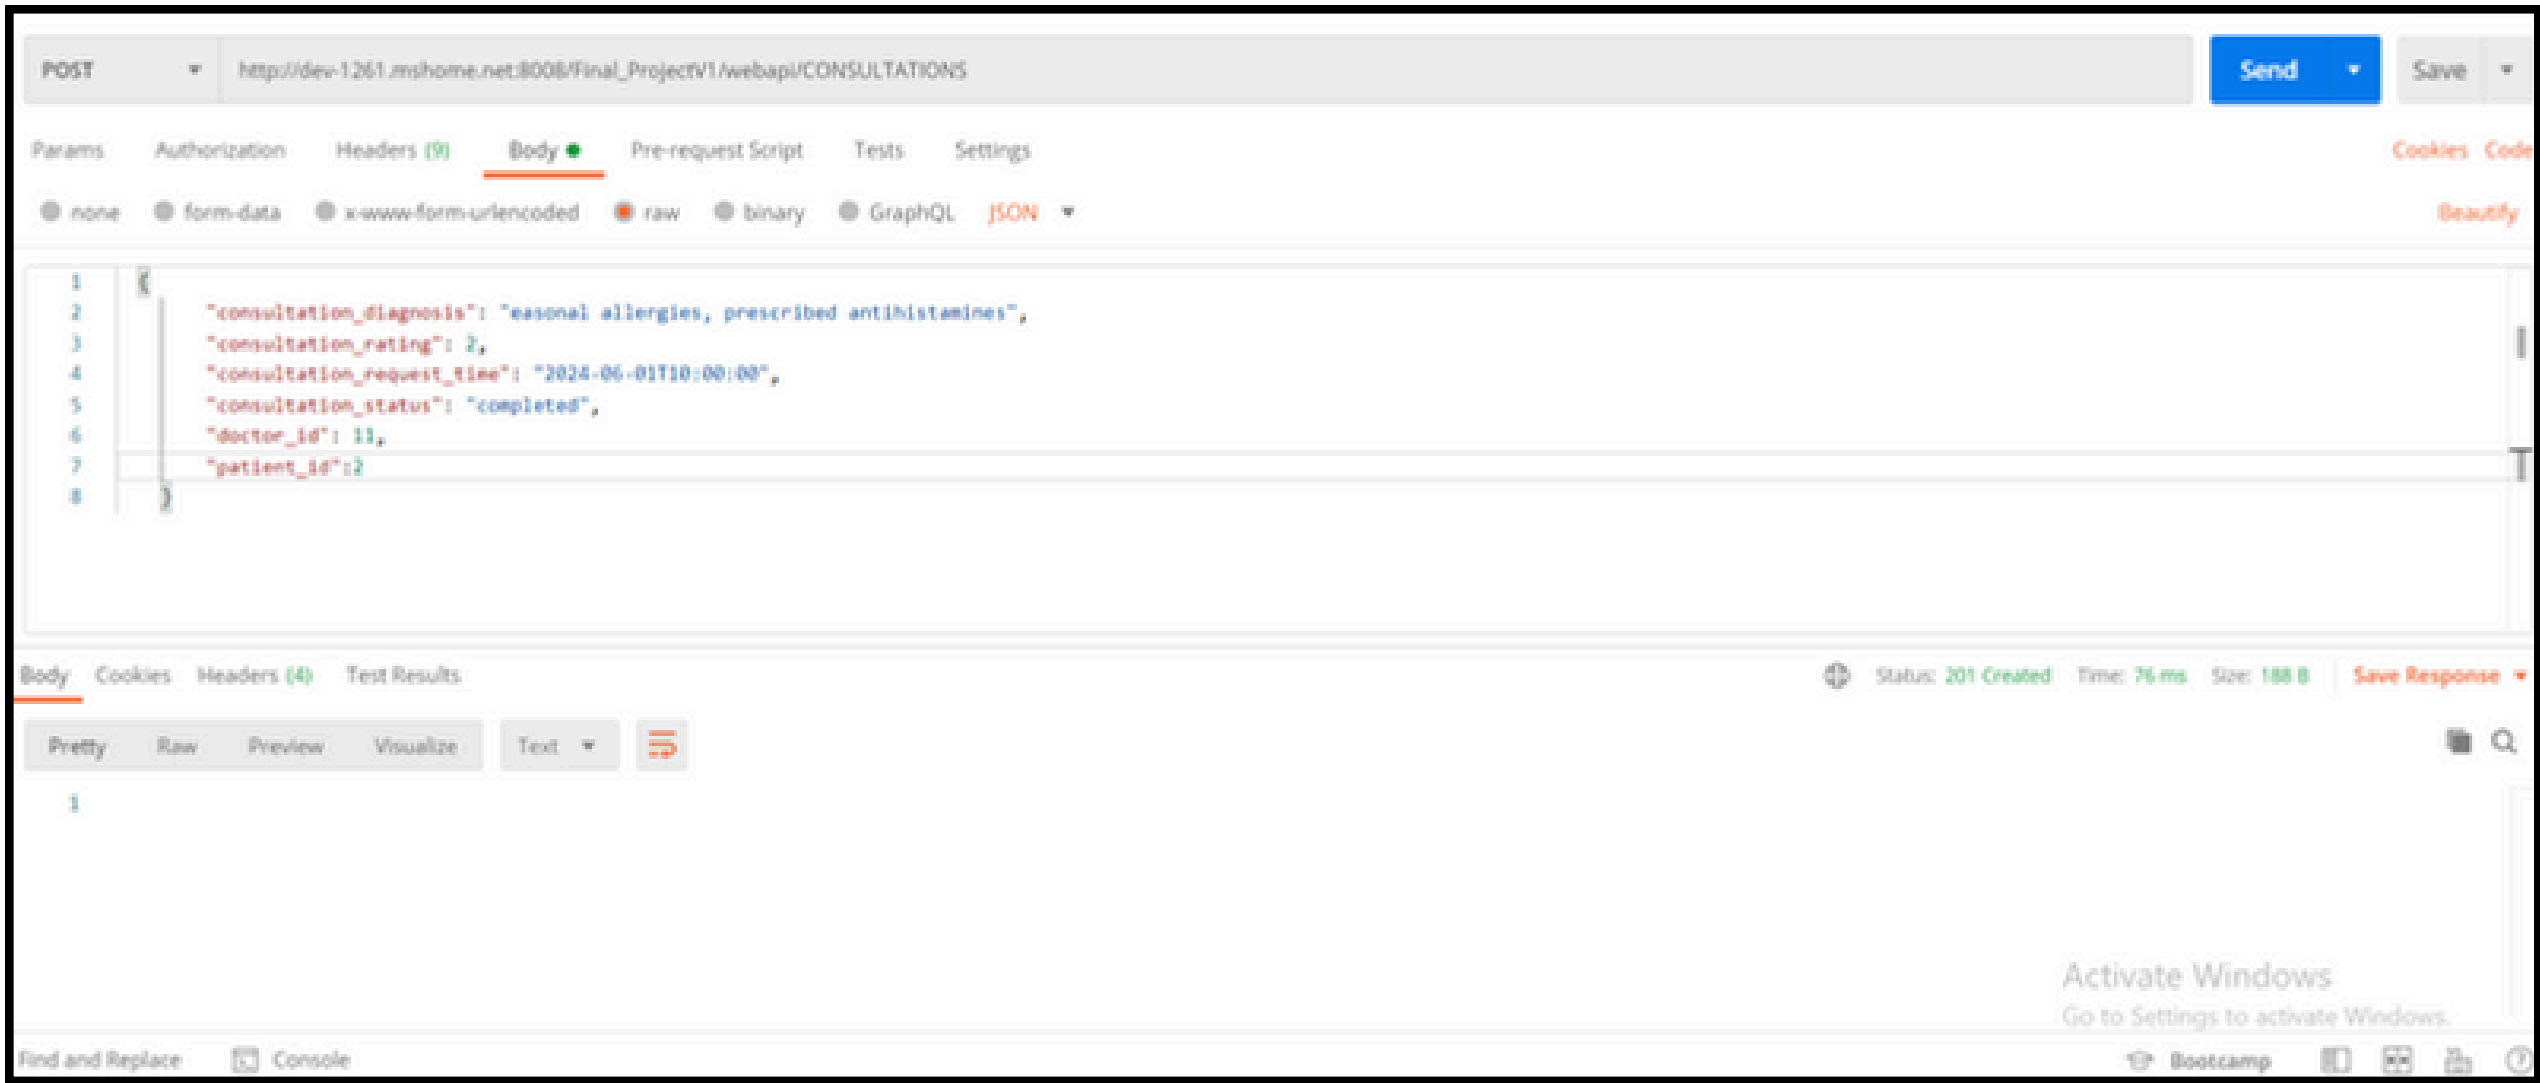 POST http://dev-1261.mshome.net:8008/Final_ProjectV1/webapi/CONSULTATIONS Send Save
Params Authorization Headers (9) Body Pre-request Script Tests Settings Cookies Code
none form-data x-www-form-urlencoded raw binary GraphQL JSON Beautify
1 {
2 "consultation_diagnosis": "easonal allergies, prescribed antihistamines",
3 "consultation_rating": 2,
4 "consultation_request_time": "2024-06-01T10:00:00",
5 "consultation_status": "completed",
6 "doctor_id": 11,
7 "patient_id":2
8 }
Body Cookies Headers (4) Test Results Status: 201 Created Time: 76 ms Size: 188 B Save Response
Pretty Raw Preview Visualize Text
1
Activate Windows
Go to Settings to activate Windows.
Find and Replace Console Bootcamp